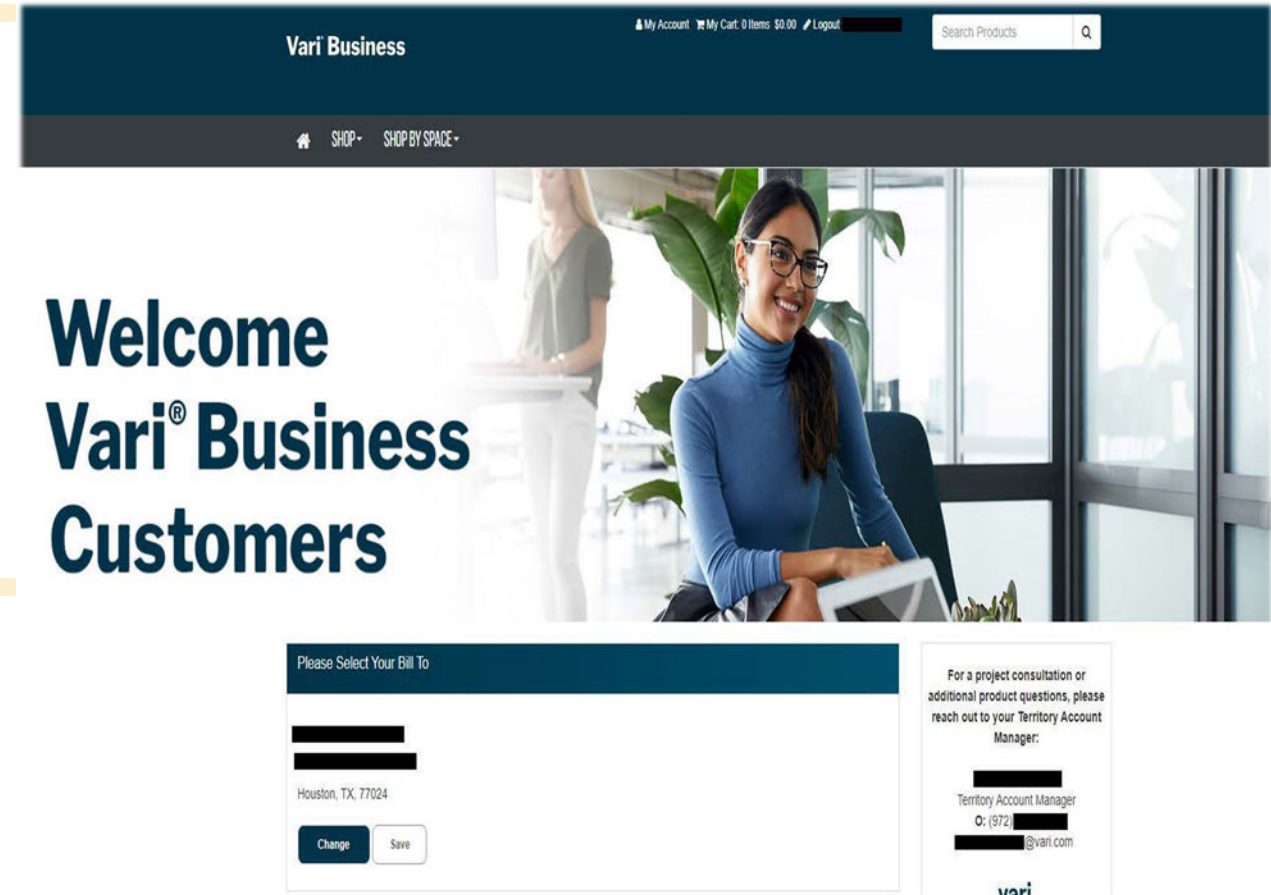 Vari Business
My Account My Cart: 0 Items $0.00 Logout
Search Products
SHOP SHOP BY SPACE
Welcome
Vari® Business
Customers
Please Select Your Bill To
Houston, TX, 77024
Change Save
For a project consultation or
additional product questions, please
reach out to your Territory Account
Manager:
Territory Account Manager
O: (972)
@vari.com
vari